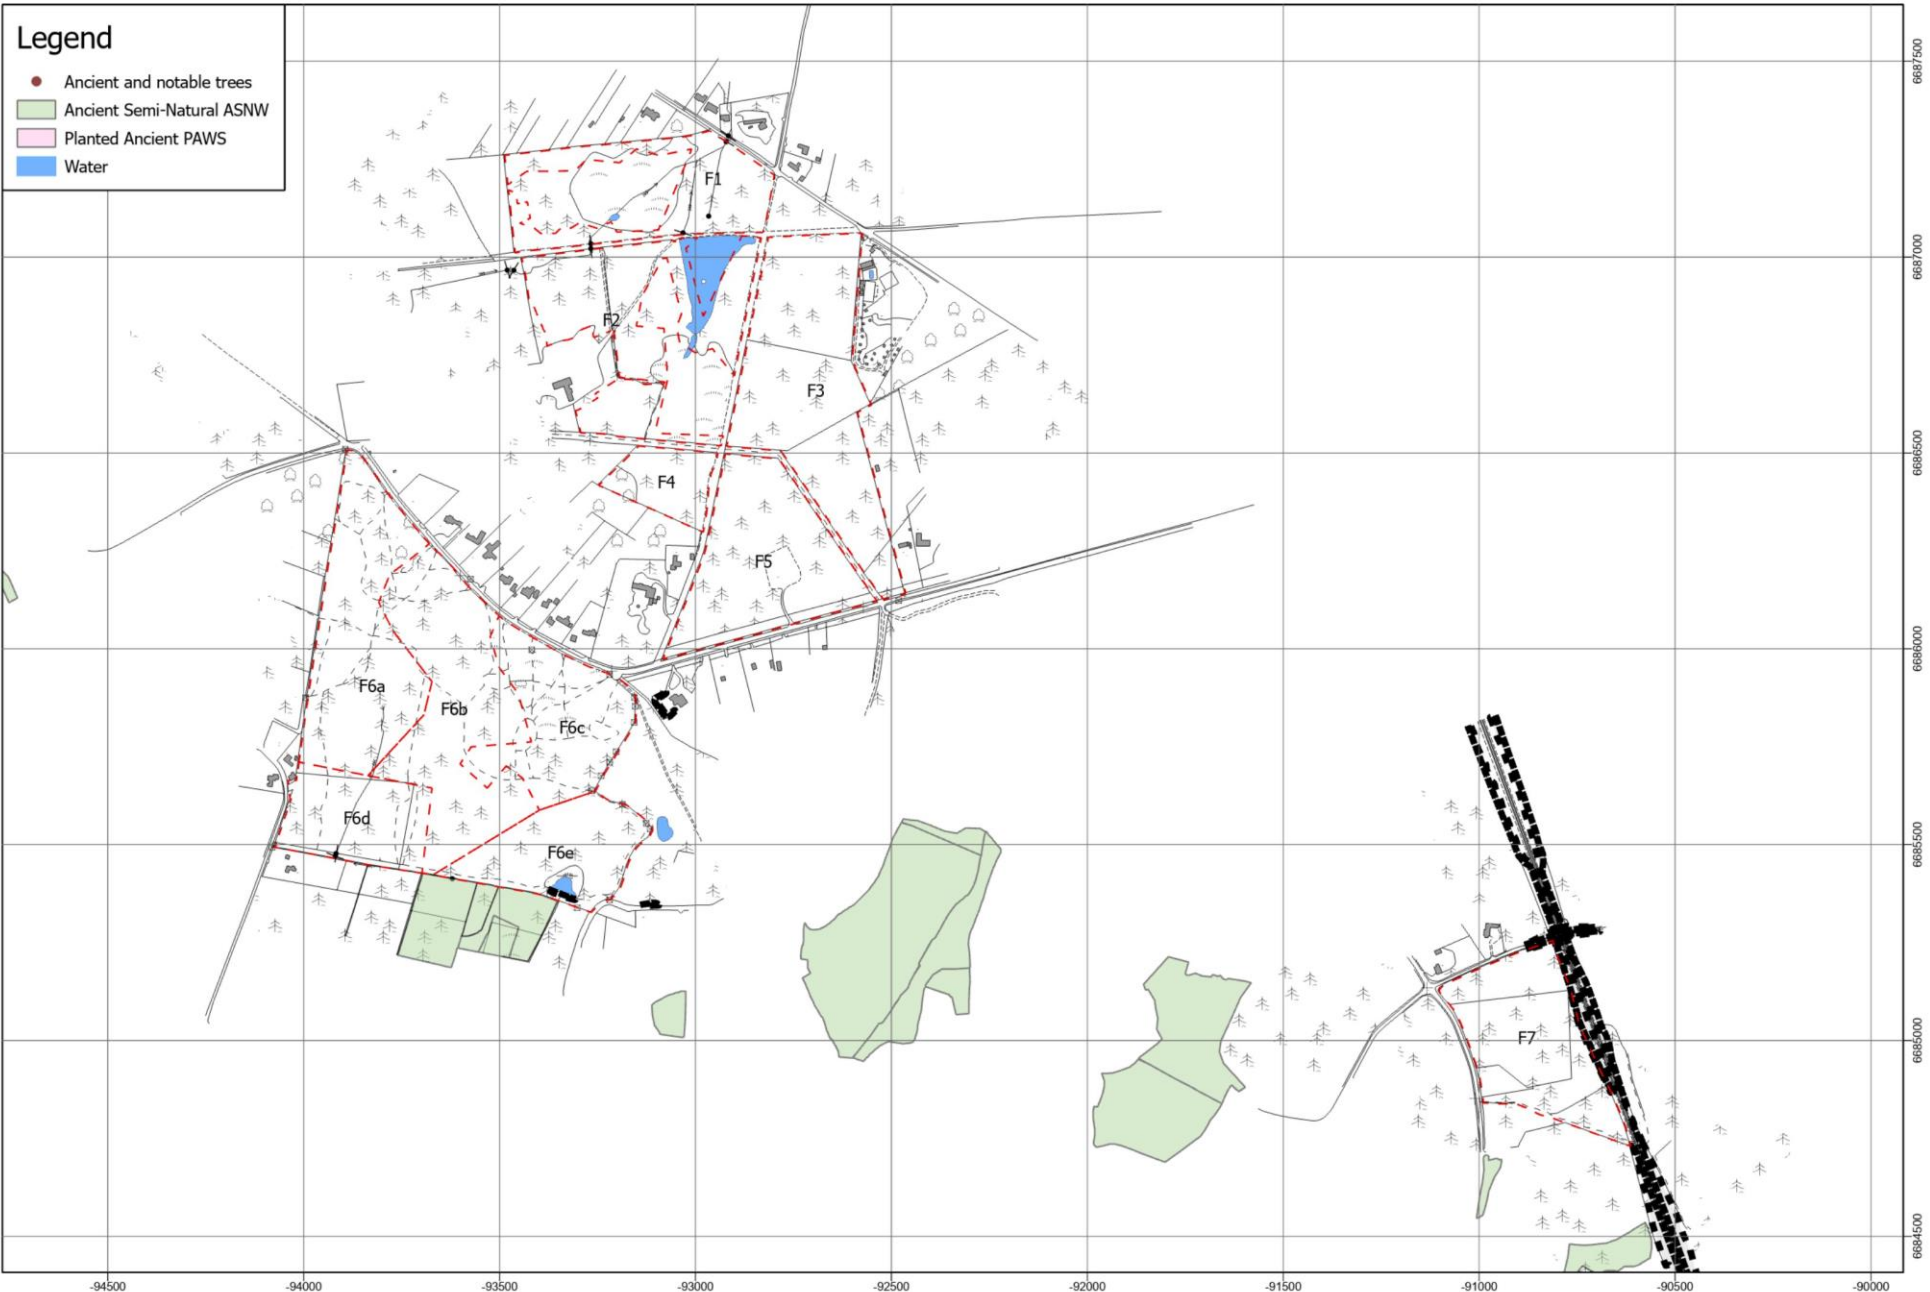 Legend
Ancient and notable trees
Ancient Semi-Natural ASNW
Planted Ancient PAWS
Water
F1
F2
F3
F4
F5
F6a
F6b
F6c
F6d
F6e
F7
6687500
6687000
6686500
6686000
6685500
6685000
6684500
-94500
-94000
-93500
-93000
-92500
-92000
-91500
-91000
-90500
-90000